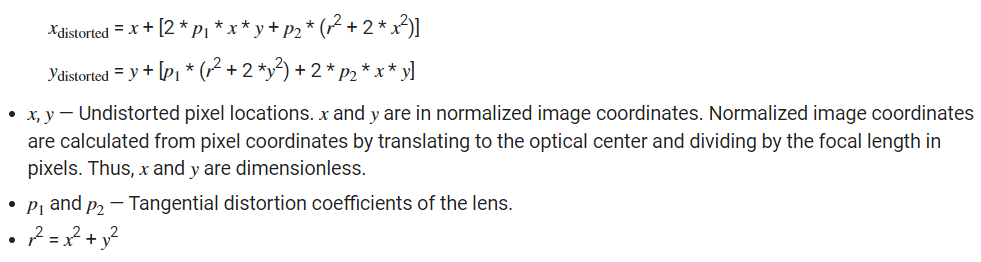 x_distorted = x + [2 * p₁ * x * y + p₂ * (r² + 2 * x²)]
y_distorted = y + [p₁ * (r² + 2 *y²) + 2 * p₂ * x * y]
• x, y — Undistorted pixel locations. x and y are in normalized image coordinates. Normalized image coordinates
are calculated from pixel coordinates by translating to the optical center and dividing by the focal length in
pixels. Thus, x and y are dimensionless.
• p₁ and p₂ — Tangential distortion coefficients of the lens.
• r² = x² + y²